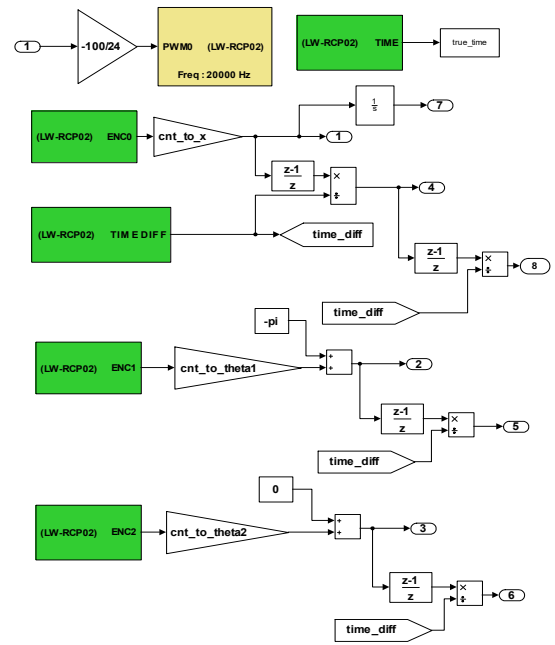 1
-100/24
PWM0 (LW-RCP02)
Freq : 20000 Hz
(LW-RCP02) TIME
true_time
(LW-RCP02) ENC0
cnt_to_x
1
s
7
1
z-1
z
×
÷
4
(LW-RCP02) TIME DIFF
time_diff
z-1
z
×
÷
8
time_diff
-pi
(LW-RCP02) ENC1
cnt_to_theta1
+
+
2
z-1
z
×
÷
5
time_diff
0
(LW-RCP02) ENC2
cnt_to_theta2
+
+
3
z-1
z
×
÷
6
time_diff